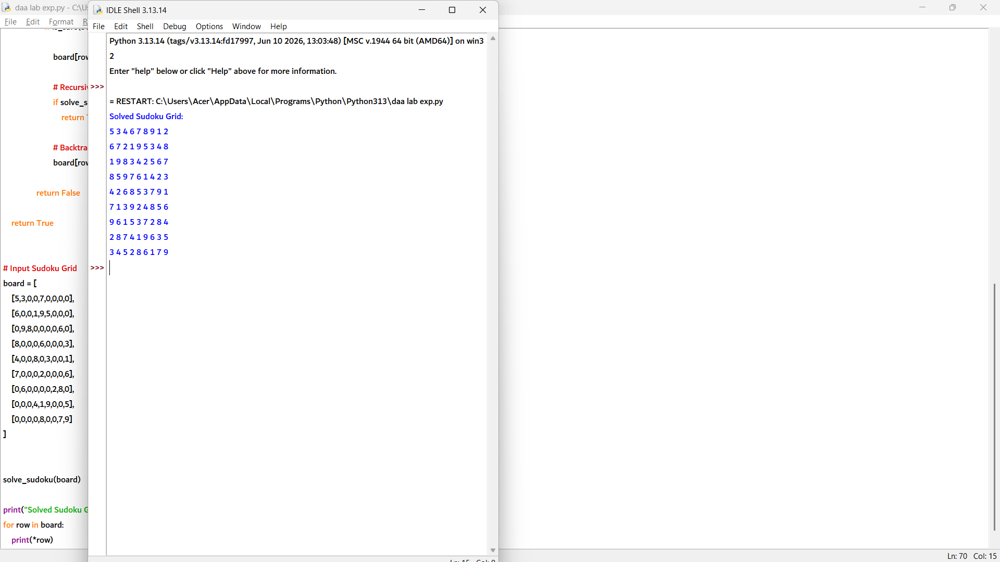 daa lab exp.py - C:\Us
File Edit Format R
board[row
# Recursiv
if solve_s
return T
# Backtra
board[row
return False
return True
# Input Sudoku Grid
board = [
[5,3,0,0,7,0,0,0,0],
[6,0,0,1,9,5,0,0,0],
[0,9,8,0,0,0,0,6,0],
[8,0,0,0,6,0,0,0,3],
[4,0,0,8,0,3,0,0,1],
[7,0,0,0,2,0,0,0,6],
[0,6,0,0,0,0,2,8,0],
[0,0,0,4,1,9,0,0,5],
[0,0,0,0,8,0,0,7,9]
]
solve_sudoku(board)
print("Solved Sudoku G
for row in board:
print(*row)
IDLE Shell 3.13.14
File Edit Shell Debug Options Window Help
Python 3.13.14 (tags/v3.13.14:fd17997, Jun 10 2026, 13:03:48) [MSC v.1944 64 bit (AMD64)] on win3
2
Enter "help" below or click "Help" above for more information.
>>>
= RESTART: C:\Users\Acer\AppData\Local\Programs\Python\Python313\daa lab exp.py
Solved Sudoku Grid:
5 3 4 6 7 8 9 1 2
6 7 2 1 9 5 3 4 8
1 9 8 3 4 2 5 6 7
8 5 9 7 6 1 4 2 3
4 2 6 8 5 3 7 9 1
7 1 3 9 2 4 8 5 6
9 6 1 5 3 7 2 8 4
2 8 7 4 1 9 6 3 5
3 4 5 2 8 6 1 7 9
>>>
Ln: 70 Col: 15